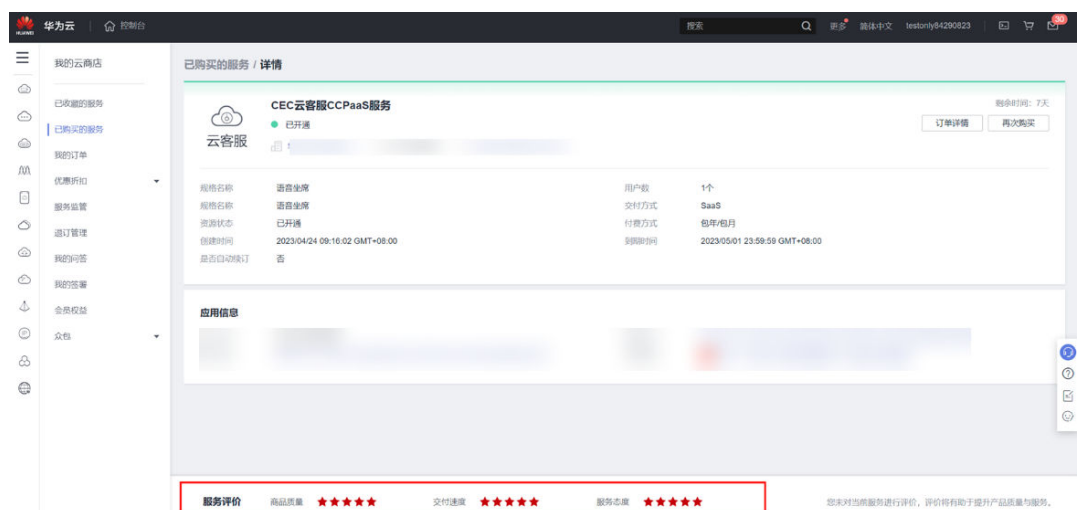 HUAWEI 华为云 控制台 搜索 更多 简体中文 testonly84290823 30
我的云商店
已购买的服务 / 详情
已收藏的服务
已购买的服务
我的订单
优惠折扣
服务监管
退订管理
我的问答
我的签署
会员权益
众包
云客服
CEC云客服CCPaaS服务
已开通
剩余时间：7天
订单详情 再次购买
规格名称 语音坐席 用户数 1个
规格名称 语音坐席 交付方式 SaaS
资源状态 已开通 付费方式 包年/包月
创建时间 2023/04/24 09:16:02 GMT+08:00 到期时间 2023/05/01 23:59:59 GMT+08:00
是否自动续订 否
应用信息
服务评价 商品质量 交付速度 服务态度 您未对当前服务进行评价，评价将有助于提升产品质量与服务。